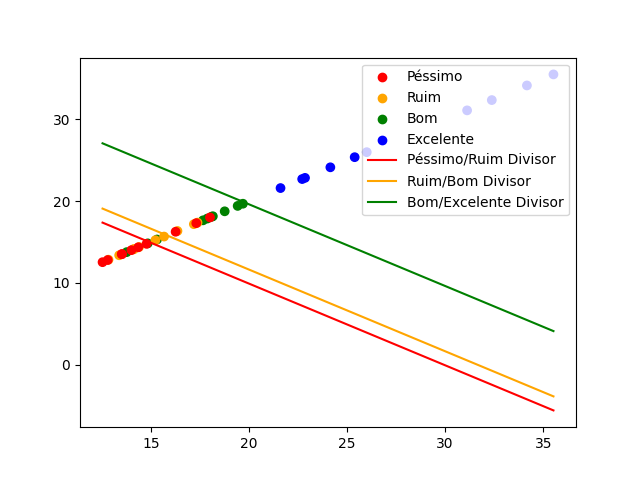 Péssimo
Ruim
Bom
Excelente
Péssimo/Ruim Divisor
Ruim/Bom Divisor
Bom/Excelente Divisor
30
20
10
0
15
20
25
30
35